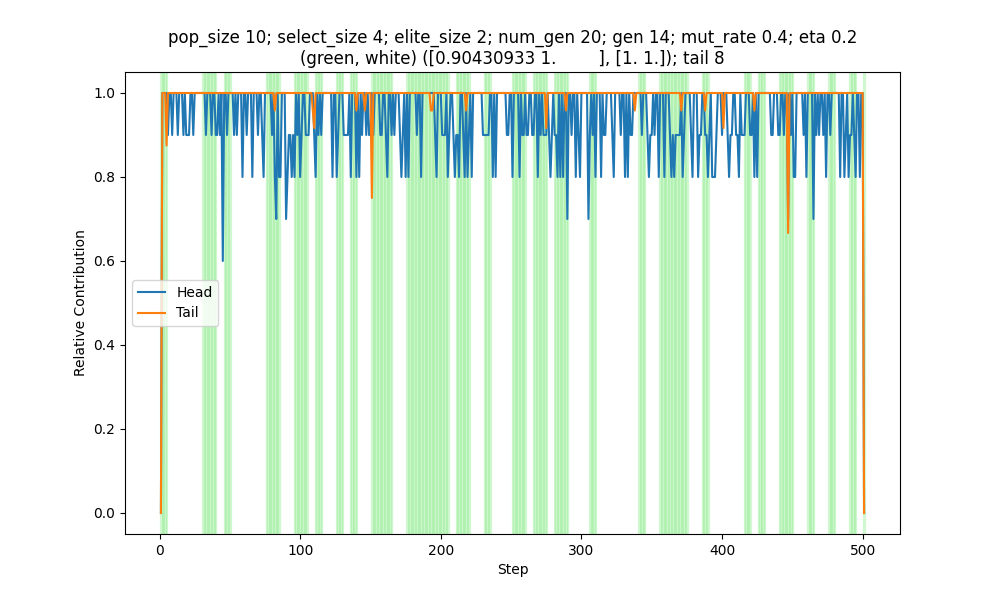 pop_size 10; select_size 4; elite_size 2; num_gen 20; gen 14; mut_rate 0.4; eta 0.2
(green, white) ([0.90430933 1.         ], [1. 1.]); tail 8
1.0
0.8
0.6
0.4
0.2
0.0
Relative Contribution
Head
Tail
0
100
200
300
400
500
Step